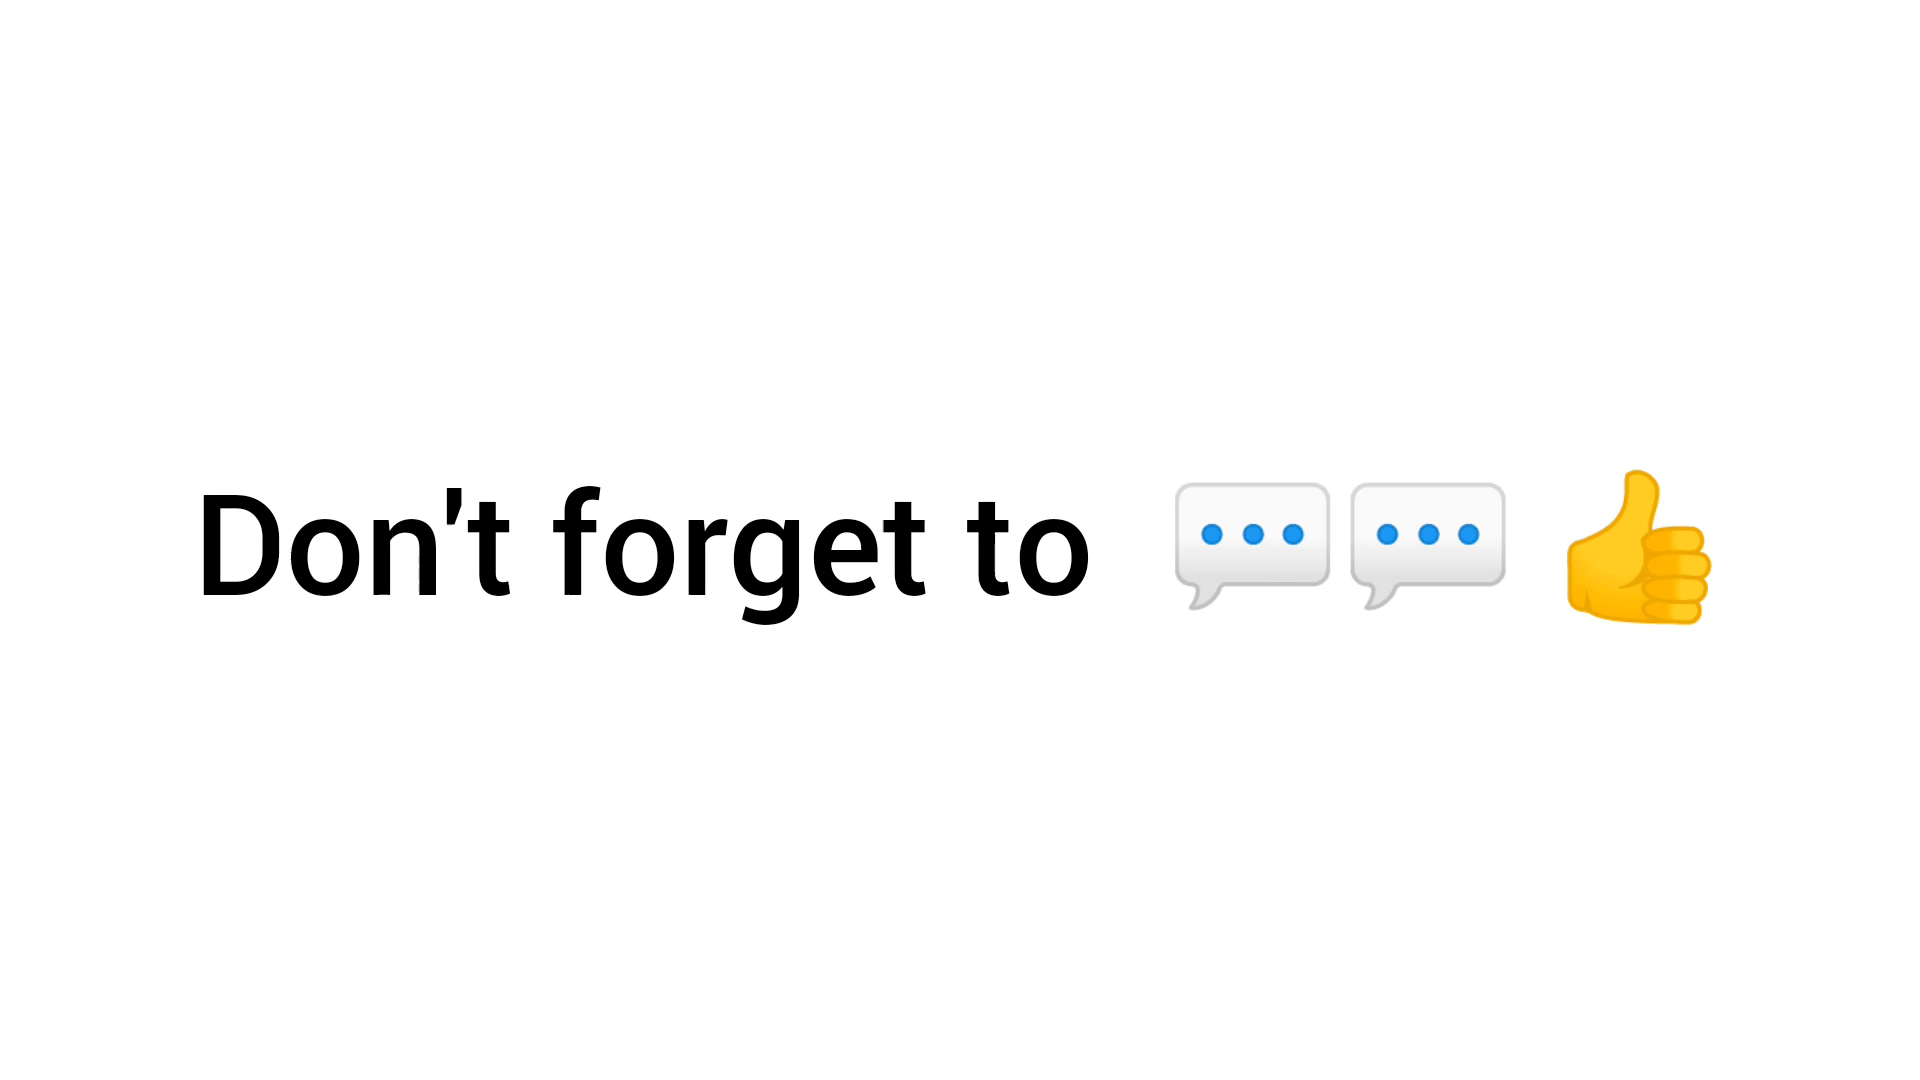 Don't forget to 💬💬 👍